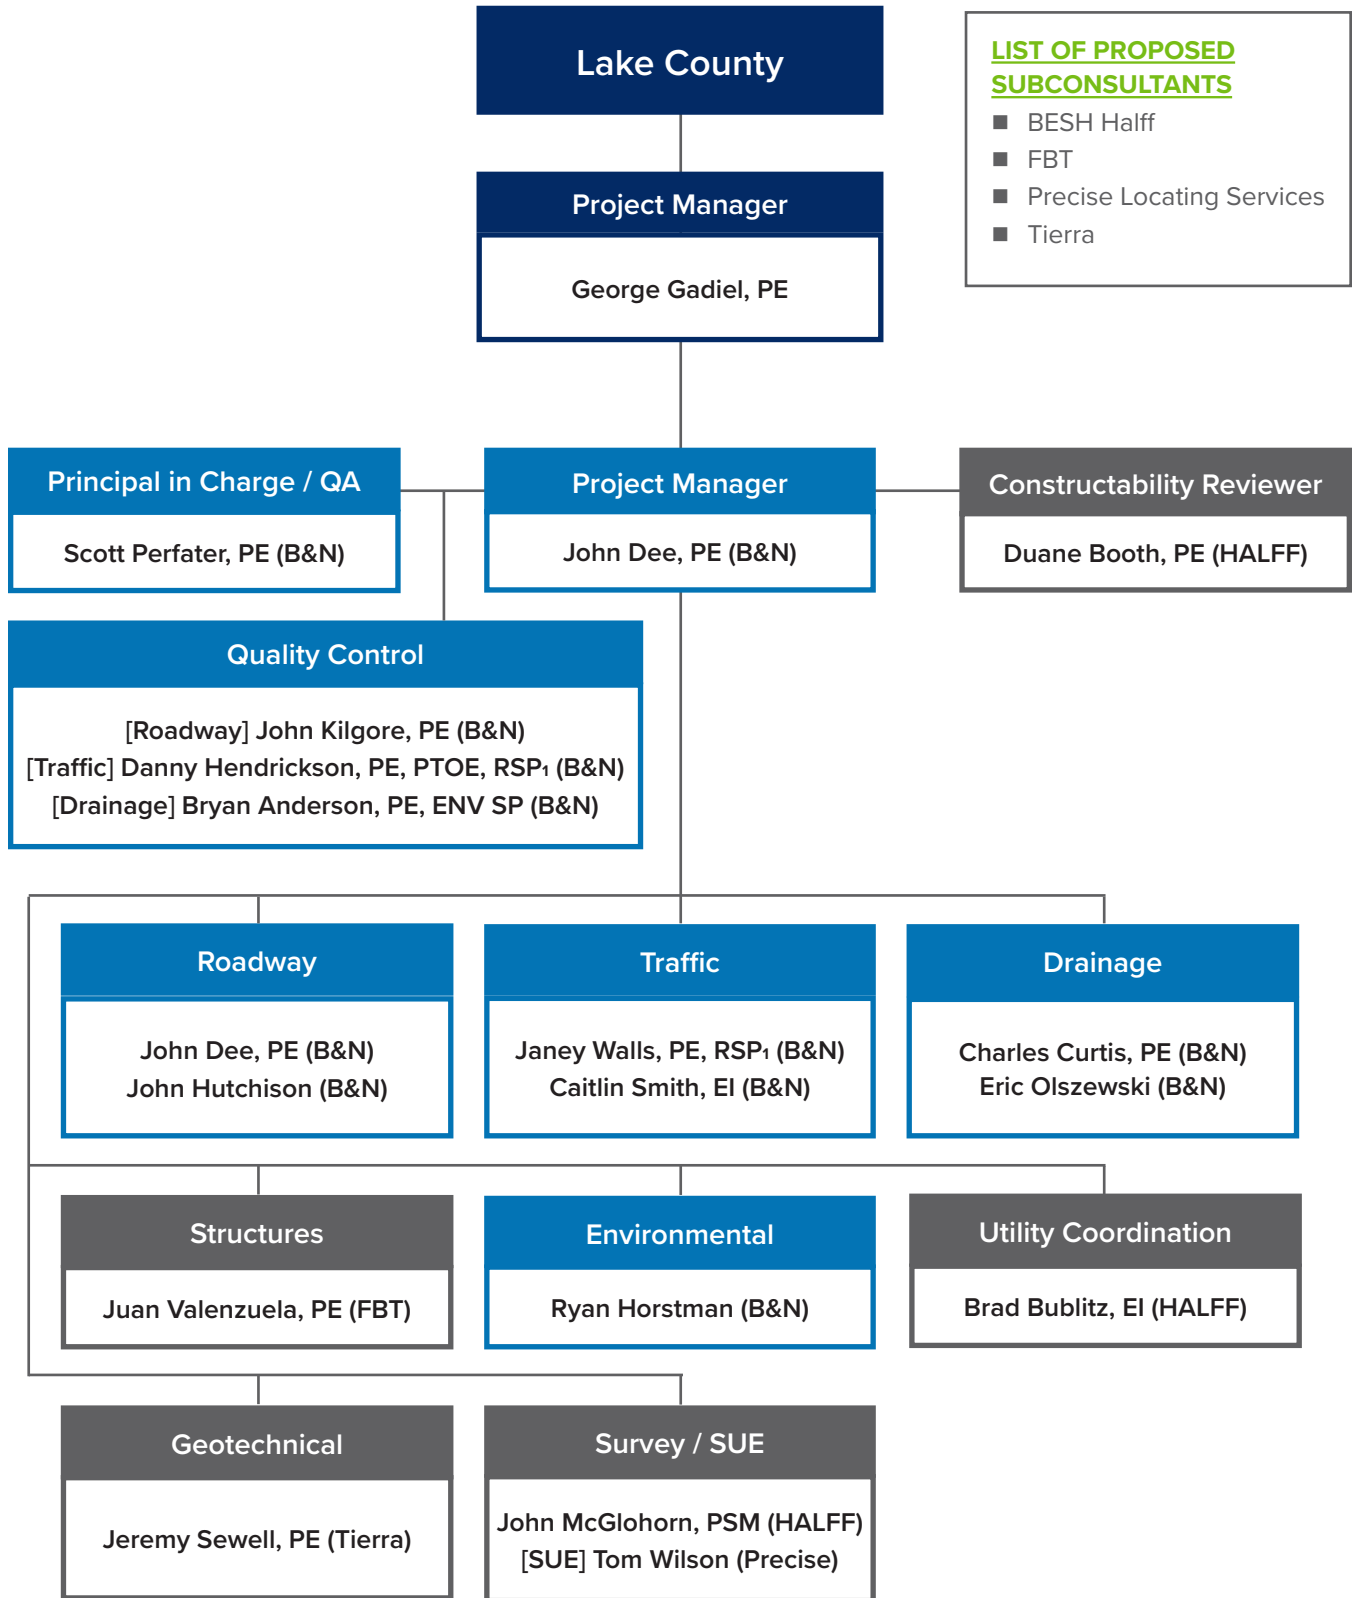 Lake County
LIST OF PROPOSED
SUBCONSULTANTS
■ BESH Halff
■ FBT
■ Precise Locating Services
■ Tierra
Project Manager
George Gadiel, PE
Principal in Charge / QA
Scott Perfater, PE (B&N)
Project Manager
John Dee, PE (B&N)
Constructability Reviewer
Duane Booth, PE (HALFF)
Quality Control
[Roadway] John Kilgore, PE (B&N)
[Traffic] Danny Hendrickson, PE, PTOE, RSP₁ (B&N)
[Drainage] Bryan Anderson, PE, ENV SP (B&N)
Roadway
John Dee, PE (B&N)
John Hutchison (B&N)
Traffic
Janey Walls, PE, RSP₁ (B&N)
Caitlin Smith, EI (B&N)
Drainage
Charles Curtis, PE (B&N)
Eric Olszewski (B&N)
Structures
Juan Valenzuela, PE (FBT)
Environmental
Ryan Horstman (B&N)
Utility Coordination
Brad Bublitz, EI (HALFF)
Geotechnical
Jeremy Sewell, PE (Tierra)
Survey / SUE
John McGlohorn, PSM (HALFF)
[SUE] Tom Wilson (Precise)